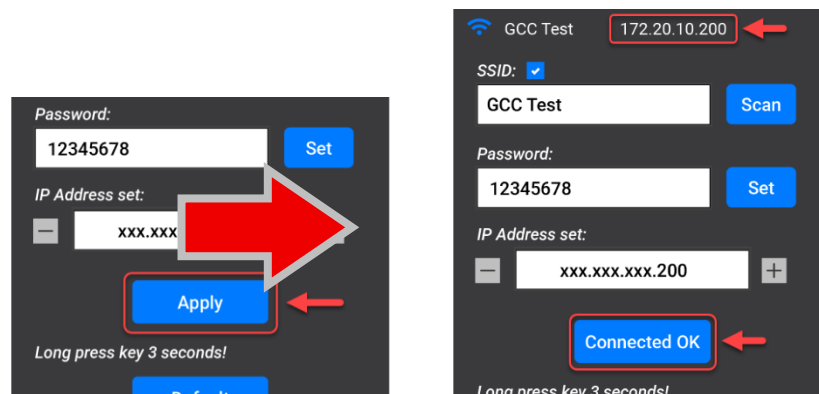 Password:
12345678 Set
IP Address set:
xxx.xxx
Apply
Long press key 3 seconds!
GCC Test 172.20.10.200
SSID:
GCC Test Scan
Password:
12345678 Set
IP Address set:
xxx.xxx.xxx.200
Connected OK
Long press key 3 seconds!